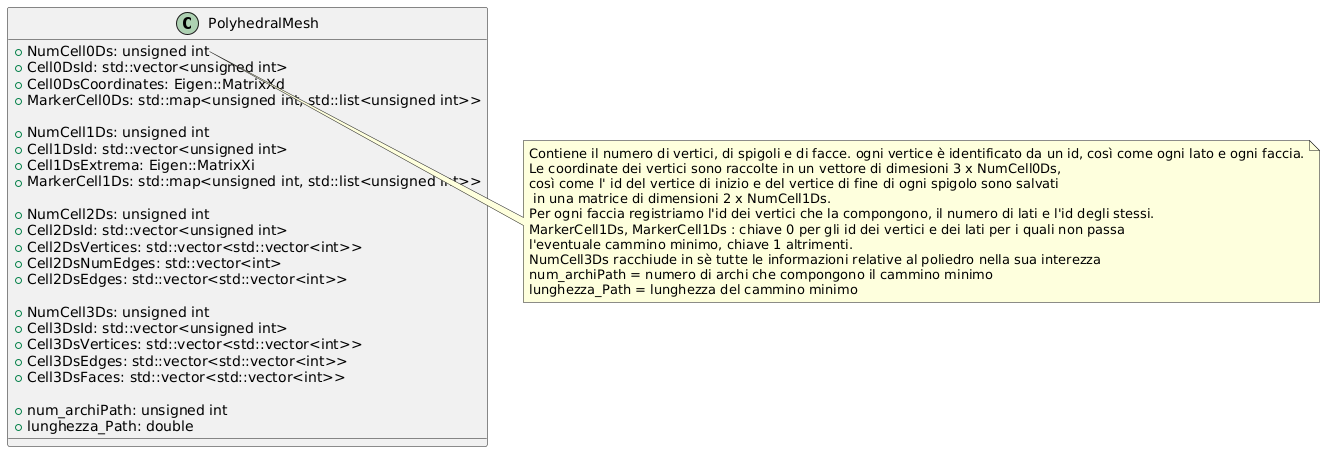 C PolyhedralMesh
NumCell0Ds: unsigned int
Cell0DsId: std::vector<unsigned int>
Cell0DsCoordinates: Eigen::MatrixXd
MarkerCell0Ds: std::map<unsigned int, std::list<unsigned int>>
NumCell1Ds: unsigned int
Cell1DsId: std::vector<unsigned int>
Cell1DsExtrema: Eigen::MatrixXi
MarkerCell1Ds: std::map<unsigned int, std::list<unsigned int>>
NumCell2Ds: unsigned int
Cell2DsId: std::vector<unsigned int>
Cell2DsVertices: std::vector<std::vector<int>>
Cell2DsNumEdges: std::vector<int>
Cell2DsEdges: std::vector<std::vector<int>>
NumCell3Ds: unsigned int
Cell3DsId: std::vector<unsigned int>
Cell3DsVertices: std::vector<std::vector<int>>
Cell3DsEdges: std::vector<std::vector<int>>
Cell3DsFaces: std::vector<std::vector<int>>
num_archiPath: unsigned int
lunghezza_Path: double
Contiene il numero di vertici, di spigoli e di facce. ogni vertice è identificato da un id, così come ogni lato e ogni faccia.
Le coordinate dei vertici sono raccolte in un vettore di dimesioni 3 x NumCell0Ds,
così come l' id del vertice di inizio e del vertice di fine di ogni spigolo sono salvati
in una matrice di dimensioni 2 x NumCell1Ds.
Per ogni faccia registriamo l'id dei vertici che la compongono, il numero di lati e l'id degli stessi.
MarkerCell1Ds, MarkerCell1Ds : chiave 0 per gli id dei vertici e dei lati per i quali non passa
l'eventuale cammino minimo, chiave 1 altrimenti.
NumCell3Ds racchiude in sè tutte le informazioni relative al poliedro nella sua interezza
num_archiPath = numero di archi che compongono il cammino minimo
lunghezza_Path = lunghezza del cammino minimo